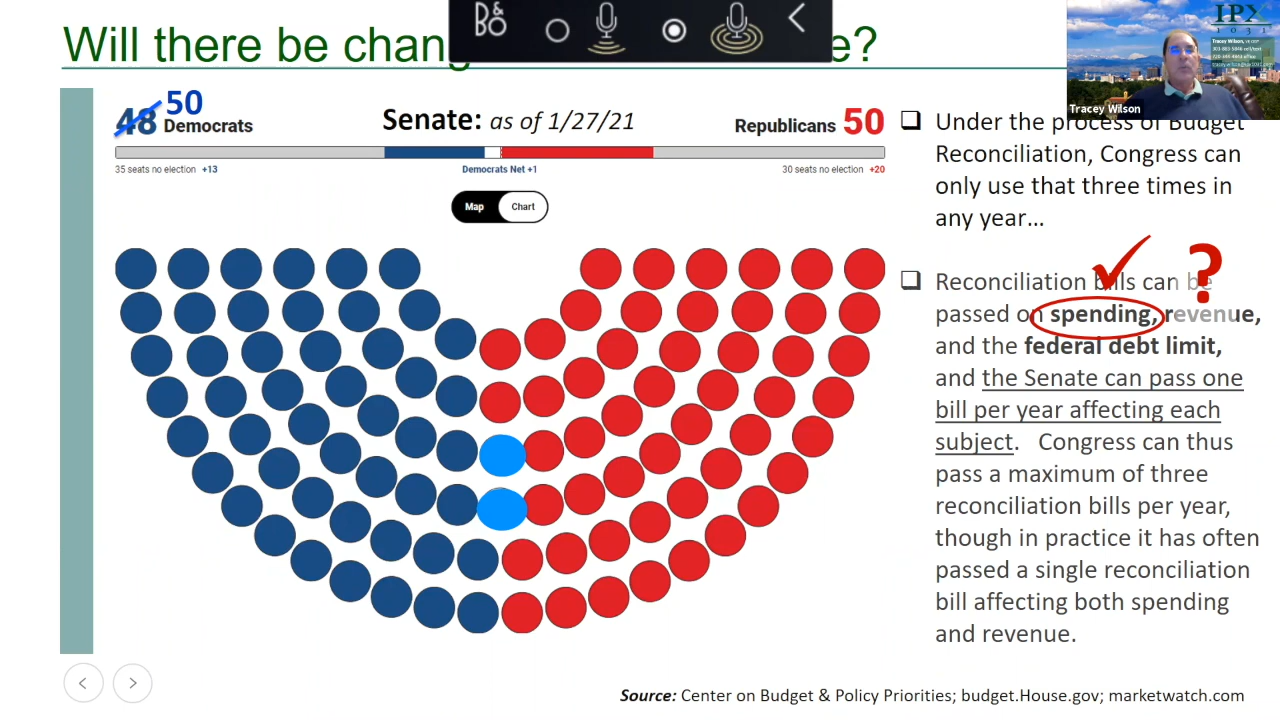 Will there be chang e?
B&O
IPX
1031
Tracey Wilson
50
48 Democrats
Senate: as of 1/27/21
Republicans 50
35 seats no election +13
Democrats Net +1
30 seats no election +20
Map
Chart
Under the process of Budget
Reconciliation, Congress can
only use that three times in
any year…
Reconciliation bills can be
passed on spending, revenue,
and the federal debt limit,
and the Senate can pass one
bill per year affecting each
subject. Congress can thus
pass a maximum of three
reconciliation bills per year,
though in practice it has often
passed a single reconciliation
bill affecting both spending
and revenue.
?
Source: Center on Budget & Policy Priorities; budget.House.gov; marketwatch.com